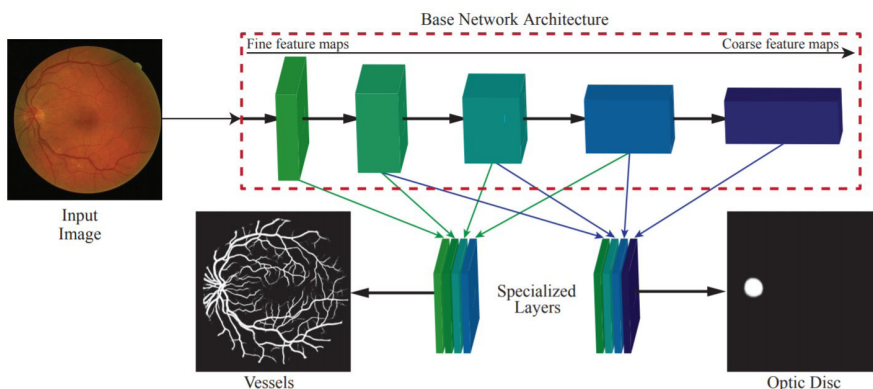 Base Network Architecture
Fine feature maps
Coarse feature maps
Input
Image
Specialized
Layers
Vessels
Optic Disc